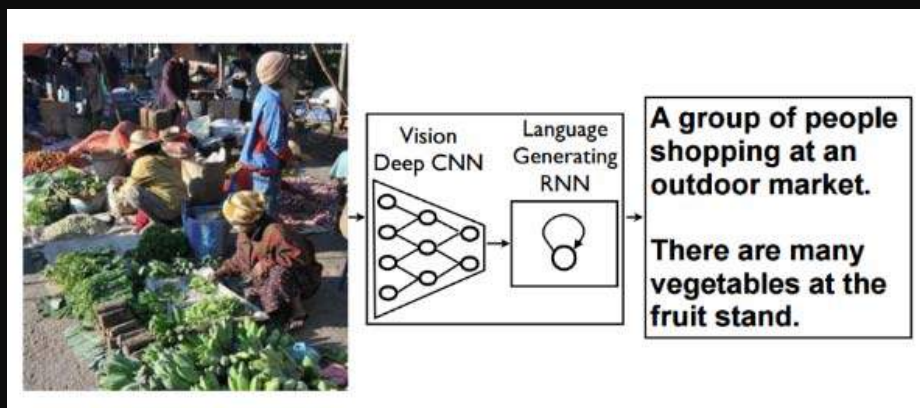 Vision
Deep CNN
Language
Generating
RNN
A group of people
shopping at an
outdoor market.
There are many
vegetables at the
fruit stand.